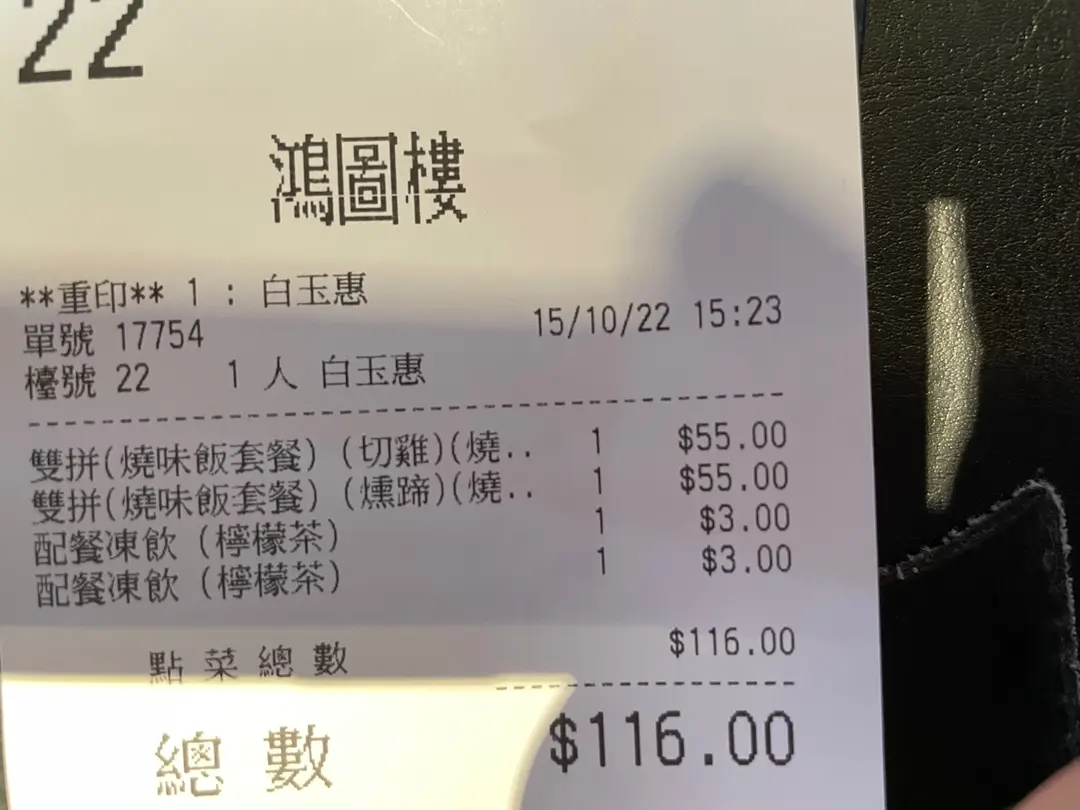 22
鴻圖樓
**重印** 1 : 白玉惠
單號 17754 15/10/22 15:23
檯號 22 1 人 白玉惠
雙拼(燒味飯套餐) (切雞)(燒.. 1 $55.00
雙拼(燒味飯套餐) (燻蹄)(燒.. 1 $55.00
配餐凍飲 (檸檬茶) 1 $3.00
配餐凍飲 (檸檬茶) 1 $3.00
點菜總數 $116.00
總數 $116.00